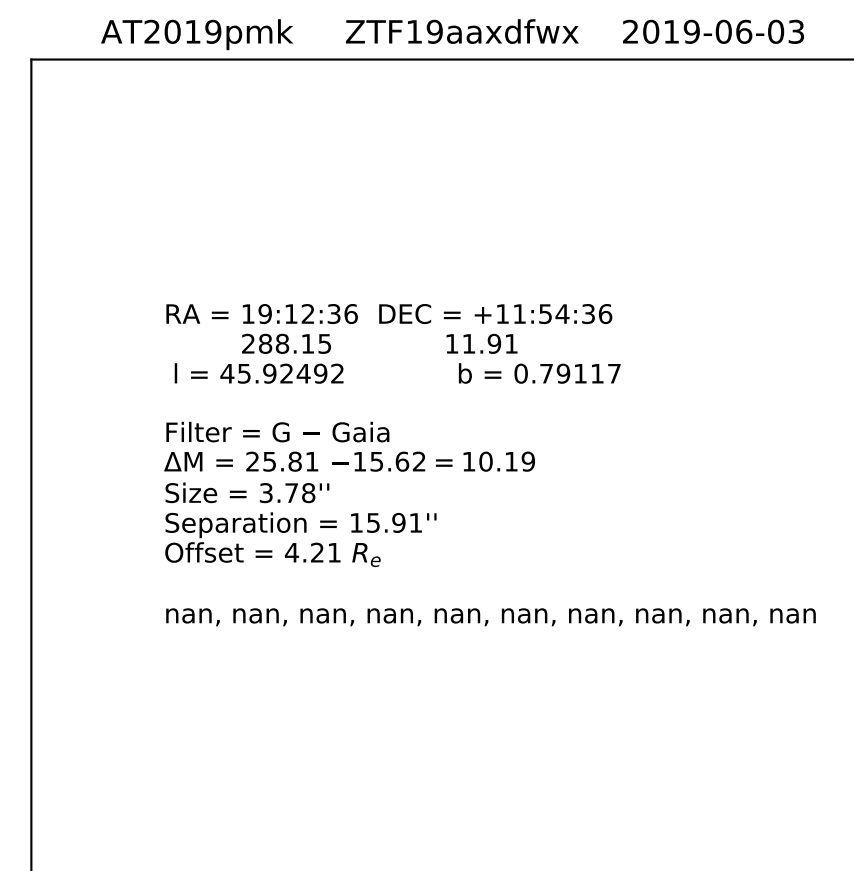 AT2019pmk ZTF19aaxdfwx 2019-06-03
RA = 19:12:36 DEC = +11:54:36
288.15 11.91
l = 45.92492 b = 0.79117
Filter = G − Gaia
ΔM = 25.81 −15.62 = 10.19
Size = 3.78''
Separation = 15.91''
Offset = 4.21 Re
nan, nan, nan, nan, nan, nan, nan, nan, nan, nan